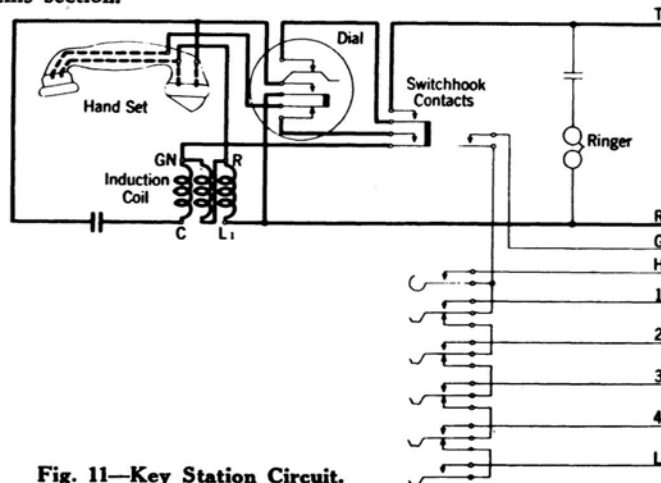 this section.
T
Dial
Switchhook
Contacts
Hand Set
Ringer
GN
R
Induction
Coil
C
L1
R
G
H
1
2
3
4
L
Fig. 11—Key Station Circuit.